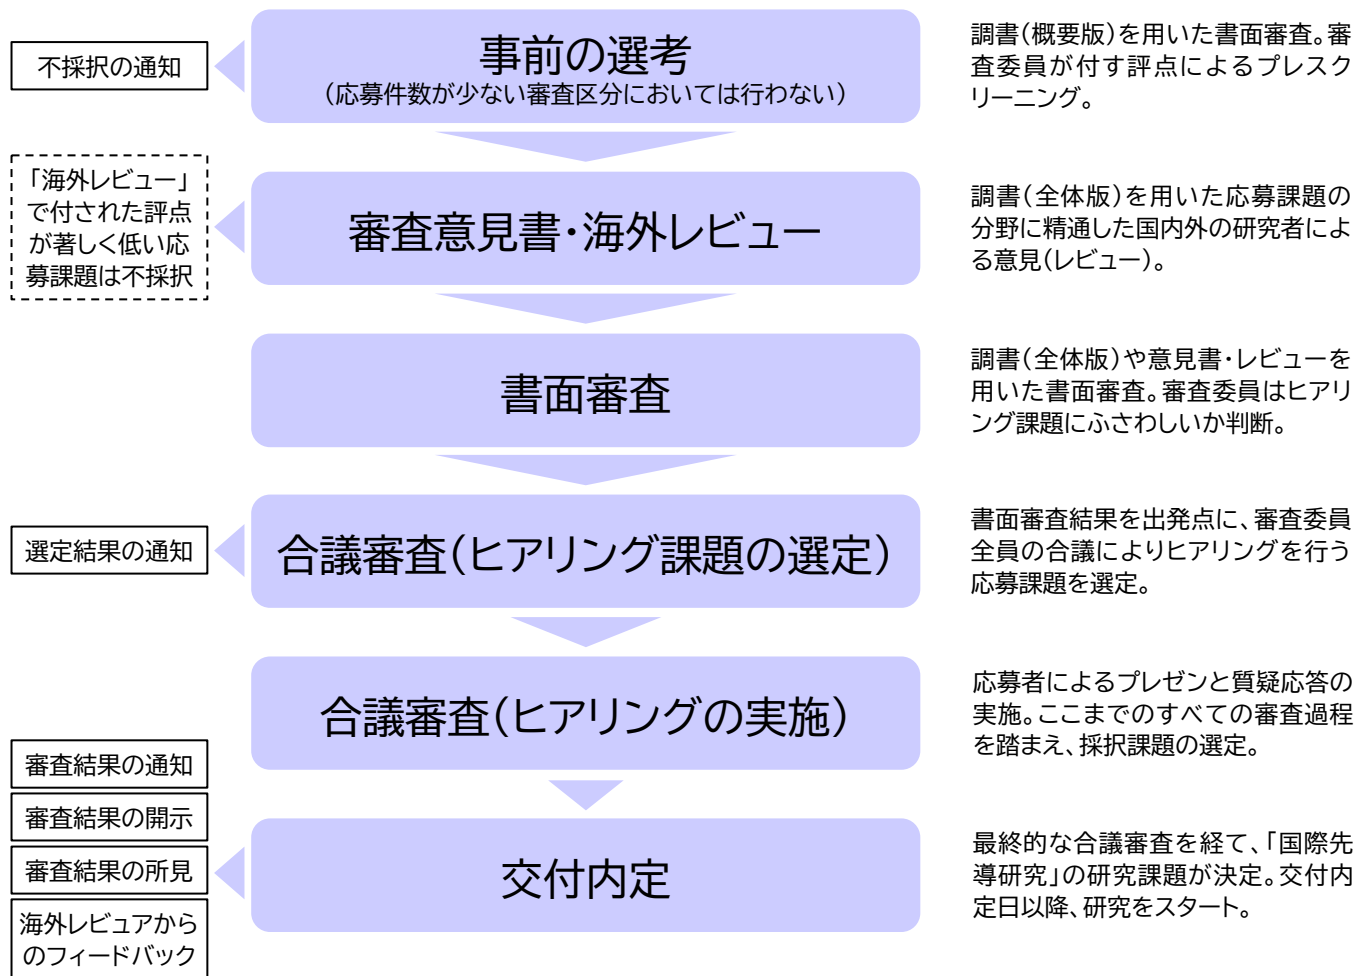 不採択の通知
事前の選考
(応募件数が少ない審査区分においては行わない)
調書(概要版)を用いた書面審査。審
査委員が付す評点によるプレスク
リーニング。
「海外レビュー」
で付された評点
が著しく低い応
募課題は不採択
審査意見書・海外レビュー
調書(全体版)を用いた応募課題の
分野に精通した国内外の研究者によ
る意見(レビュー)。
書面審査
調書(全体版)や意見書・レビューを
用いた書面審査。審査委員はヒアリ
ング課題にふさわしいか判断。
選定結果の通知
合議審査(ヒアリング課題の選定)
書面審査結果を出発点に、審査委員
全員の合議によりヒアリングを行う
応募課題を選定。
合議審査(ヒアリングの実施)
応募者によるプレゼンと質疑応答の
実施。ここまでのすべての審査過程
を踏まえ、採択課題の選定。
審査結果の通知
審査結果の開示
審査結果の所見
海外レビュアから
のフィードバック
交付内定
最終的な合議審査を経て、「国際先
導研究」の研究課題が決定。交付内
定日以降、研究をスタート。